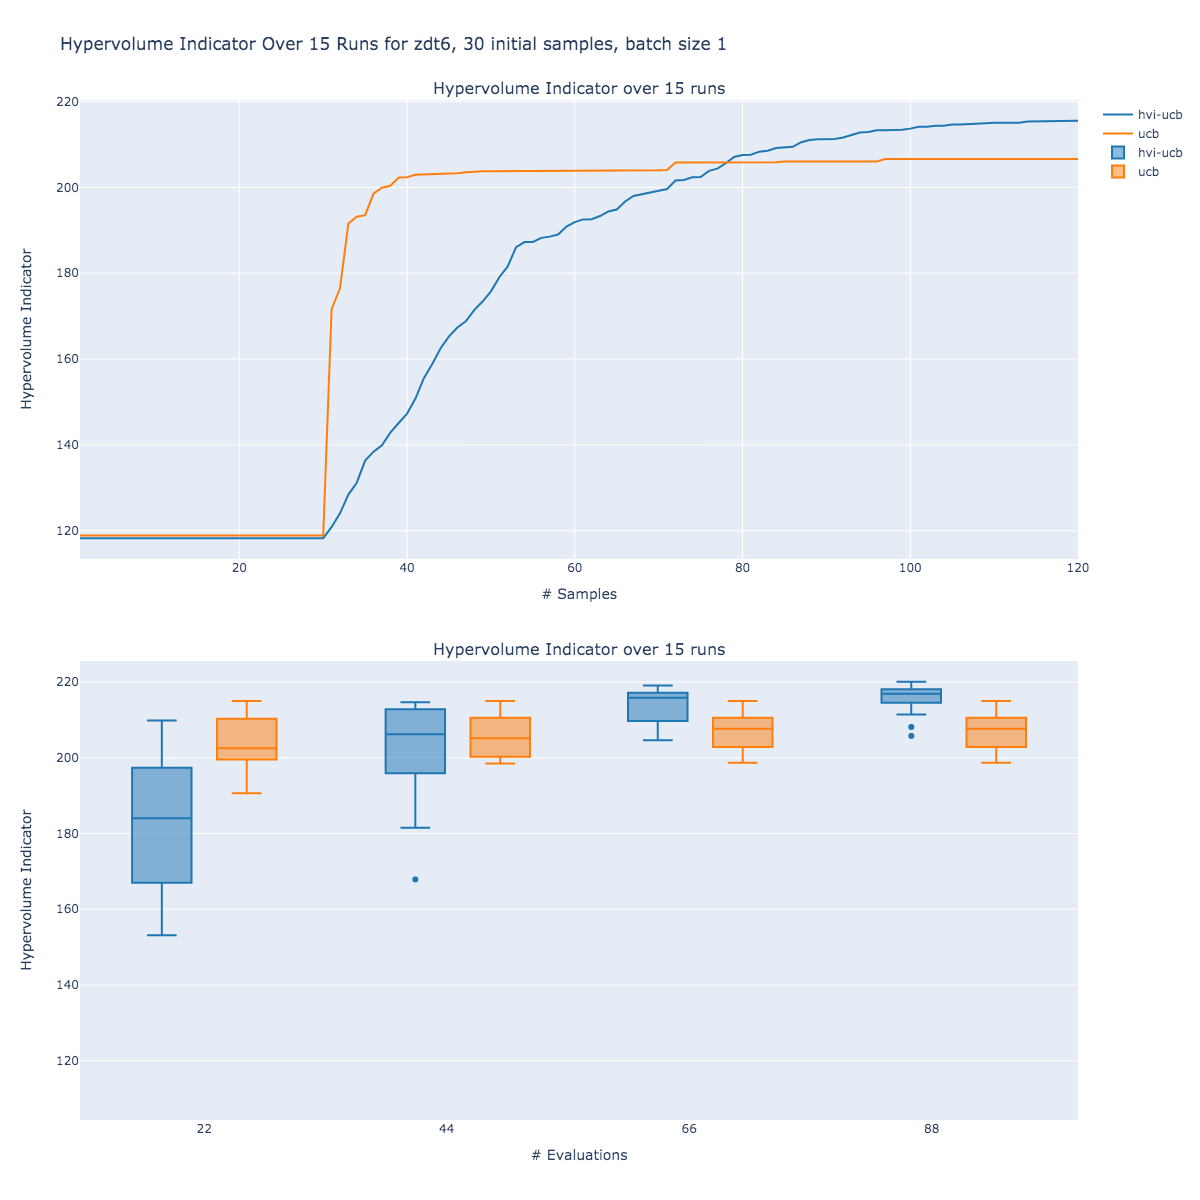 Hypervolume Indicator Over 15 Runs for zdt6, 30 initial samples, batch size 1
Hypervolume Indicator over 15 runs
220
200
180
160
140
120
Hypervolume Indicator
20
40
60
80
100
120
# Samples
hvi-ucb
ucb
hvi-ucb
ucb
Hypervolume Indicator over 15 runs
220
200
180
160
140
120
Hypervolume Indicator
22
44
66
88
# Evaluations